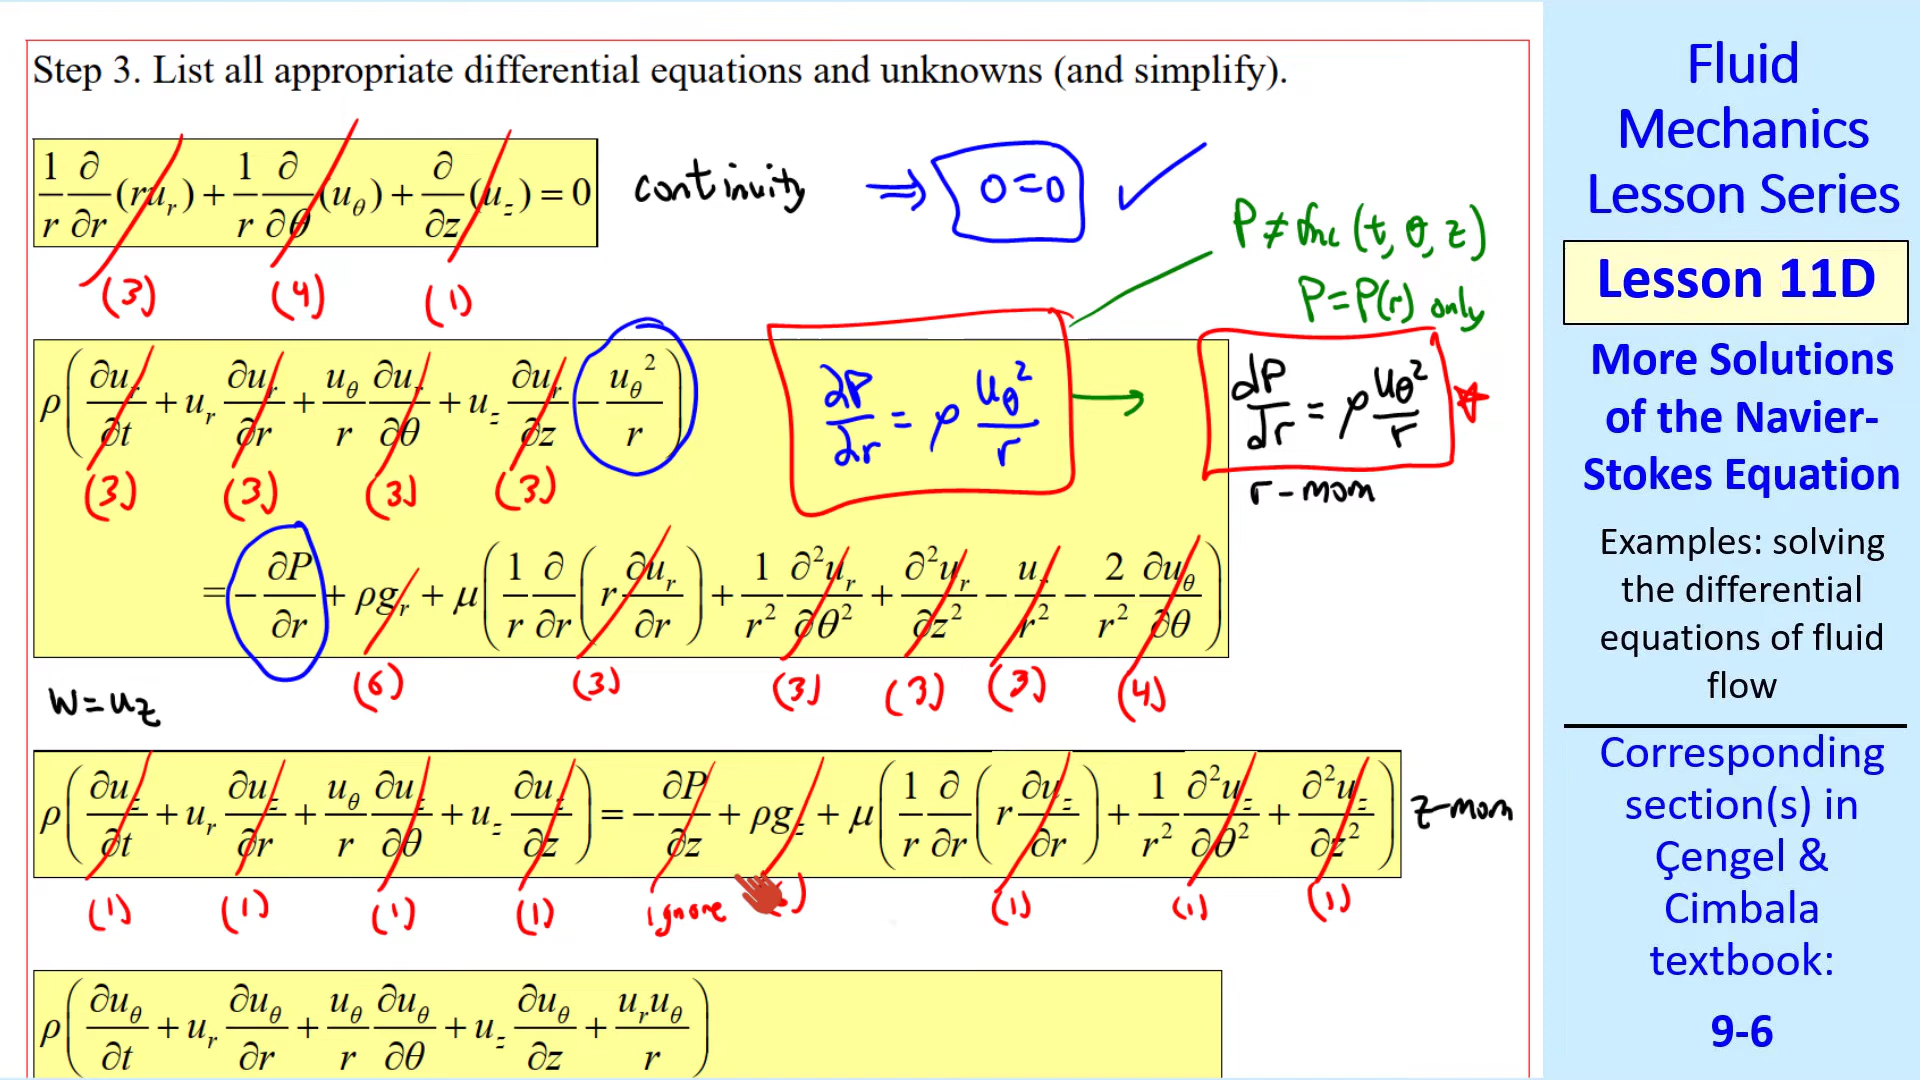 Step 3. List all appropriate differential equations and unknowns (and simplify).
1/r ∂/∂r (ru_r) + 1/r ∂/∂θ (u_θ) + ∂/∂z (u_z) = 0 continuity ⇒ 0=0 ✓
(3) (4) (1)
P ≠ fnc (t, θ, z)
P = P(r) only
ρ(∂u_r/∂t + u_r ∂u_r/∂r + u_θ/r ∂u_r/∂θ + u_z ∂u_r/∂z − u_θ²/r)
∂P/∂r = ρ u_θ²/r → dP/dr = ρ u_θ²/r
(3) (3) (3) (3)
r-mom
= −∂P/∂r + ρg_r + μ(1/r ∂/∂r (r ∂u_r/∂r) + 1/r² ∂²u_r/∂θ² + ∂²u_r/∂z² − u_r/r² − 2/r² ∂u_θ/∂θ)
(6) (3) (3) (3) (3) (4)
W = u_z
ρ(∂u_z/∂t + u_r ∂u_z/∂r + u_θ/r ∂u_z/∂θ + u_z ∂u_z/∂z) = −∂P/∂z + ρg_z + μ(1/r ∂/∂r (r ∂u_z/∂r) + 1/r² ∂²u_z/∂θ² + ∂²u_z/∂z²) z-mom
(1) (1) (1) (1) ignore (1) (1) (1)
ρ(∂u_θ/∂t + u_r ∂u_θ/∂r + u_θ/r ∂u_θ/∂θ + u_z ∂u_θ/∂z + u_r u_θ/r)
Fluid
Mechanics
Lesson Series
Lesson 11D
More Solutions
of the Navier-
Stokes Equation
Examples: solving
the differential
equations of fluid
flow
Corresponding
section(s) in
Çengel &
Cimbala
textbook:
9-6